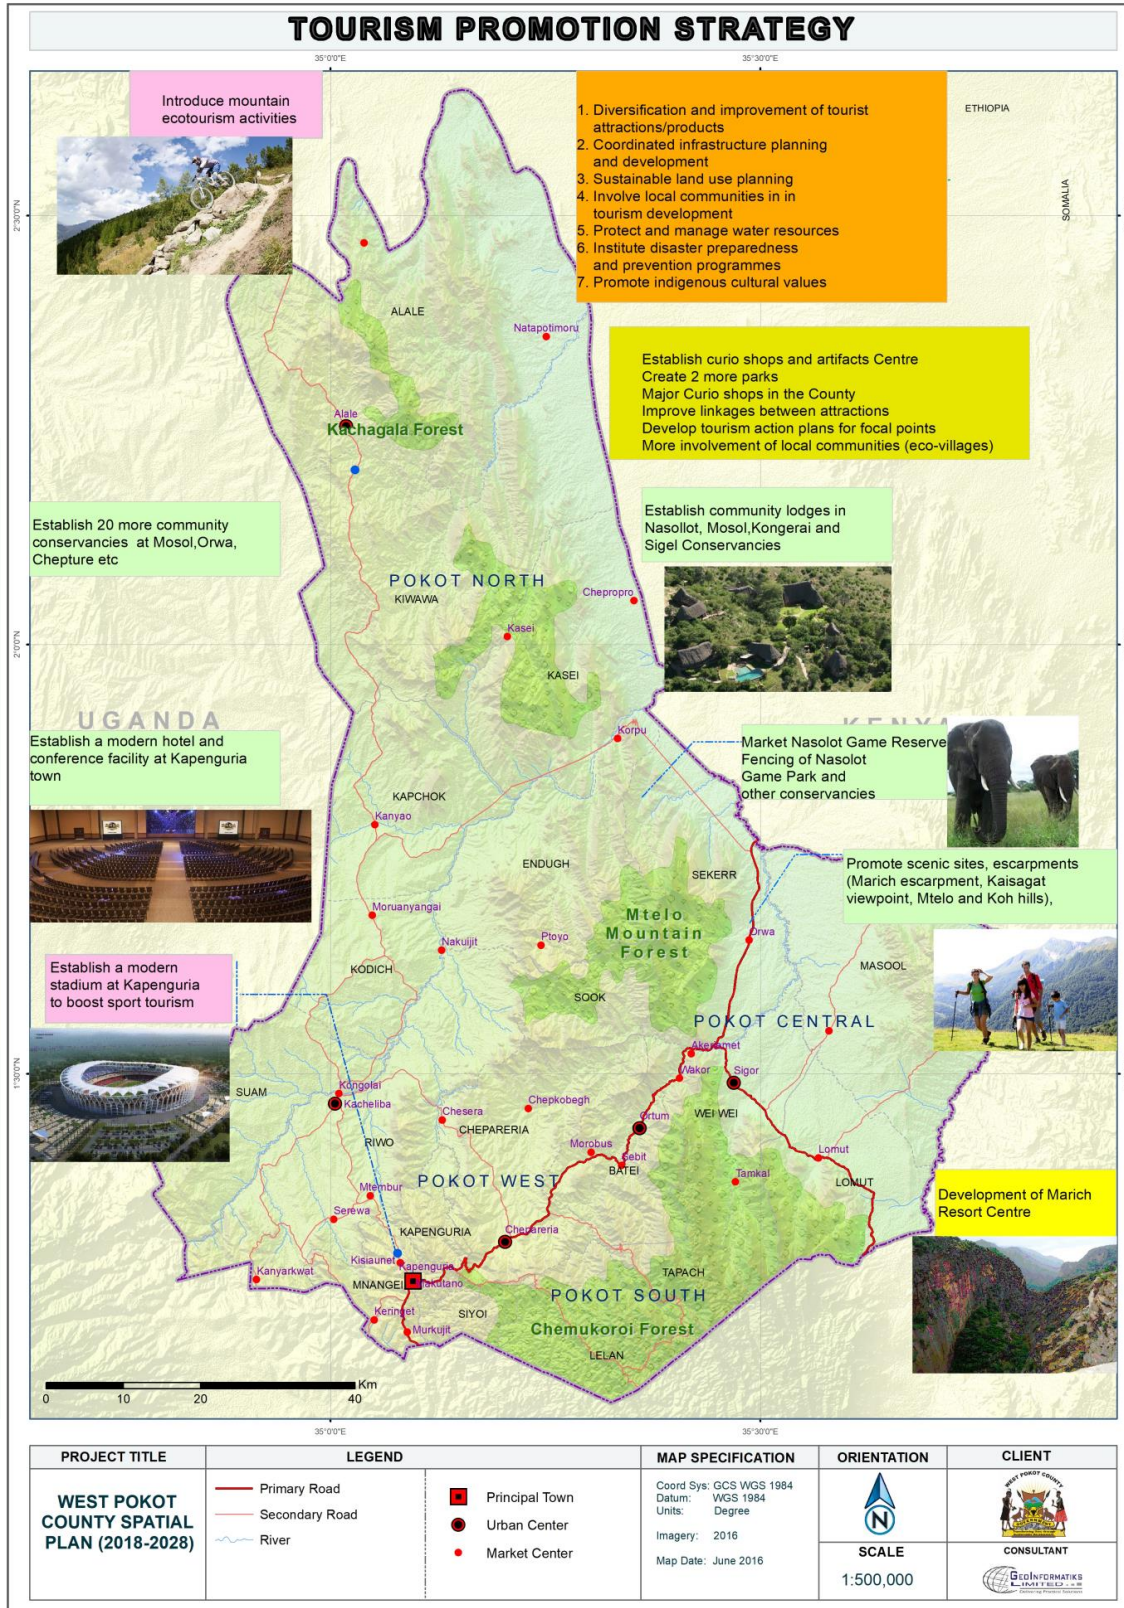 TOURISM PROMOTION STRATEGY
35°0'0"E
35°30'0"E
Introduce mountain
ecotourism activities
1. Diversification and improvement of tourist
attractions/products
2. Coordinated infrastructure planning
and development
3. Sustainable land use planning
4. Involve local communities in in
tourism development
5. Protect and manage water resources
6. Institute disaster preparedness
and prevention programmes
7. Promote indigenous cultural values
ETHIOPIA
SOMALIA
2°30'0"N
ALALE
Natapotimoru
Establish curio shops and artifacts Centre
Create 2 more parks
Major Curio shops in the County
Improve linkages between attractions
Develop tourism action plans for focal points
More involvement of local communities (eco-villages)
Alale
Kachagala Forest
Establish 20 more community
conservancies at Mosol,Orwa,
Chepture etc
Establish community lodges in
Nasollot, Mosol,Kongerai and
Sigel Conservancies
POKOT NORTH
KIWAWA
Chepropro
Kasei
2°0'0"N
KASEI
UGANDA
KENYA
Korpu
Establish a modern hotel and
conference facility at Kapenguria
town
Market Nasolot Game Reserve
Fencing of Nasolot
Game Park and
other conservancies
KAPCHOK
Kanyao
ENDUGH
SEKERR
Promote scenic sites, escarpments
(Marich escarpment, Kaisagat
viewpoint, Mtelo and Koh hills),
Moruanyangai
Mtelo
Mountain
Forest
Nakuijit
Ptoyo
Orwa
Establish a modern
stadium at Kapenguria
to boost sport tourism
KODICH
MASOOL
SOOK
POKOT CENTRAL
1°30'0"N
Wakor
Sigor
SUAM
Kongolai
Kacheliba
Chesera
Chepkobegh
Ortum
WEI WEI
CHEPARERIA
RIWO
Morobus
Sebit
BATEI
Lomut
Tamkal
LOMUT
POKOT WEST
Mtembur
Serewa
Development of Marich
Resort Centre
KAPENGURIA
Chepareria
Kisiaunet
Kapenguria
Kanyarkwat
MNANGEI
TAPACH
POKOT SOUTH
SIYOI
Keringet
Murkujit
Chemukoroi Forest
LELAN
Km
0 10 20 40
35°0'0"E
35°30'0"E
PROJECT TITLE
WEST POKOT
COUNTY SPATIAL
PLAN (2018-2028)
LEGEND
Primary Road
Secondary Road
River
Principal Town
Urban Center
Market Center
MAP SPECIFICATION
Coord Sys: GCS WGS 1984
Datum: WGS 1984
Units: Degree
Imagery: 2016
Map Date: June 2016
ORIENTATION
N
SCALE
1:500,000
CLIENT
WEST POKOT COUNTY
CONSULTANT
GEOINFORMATIKS
LIMITED